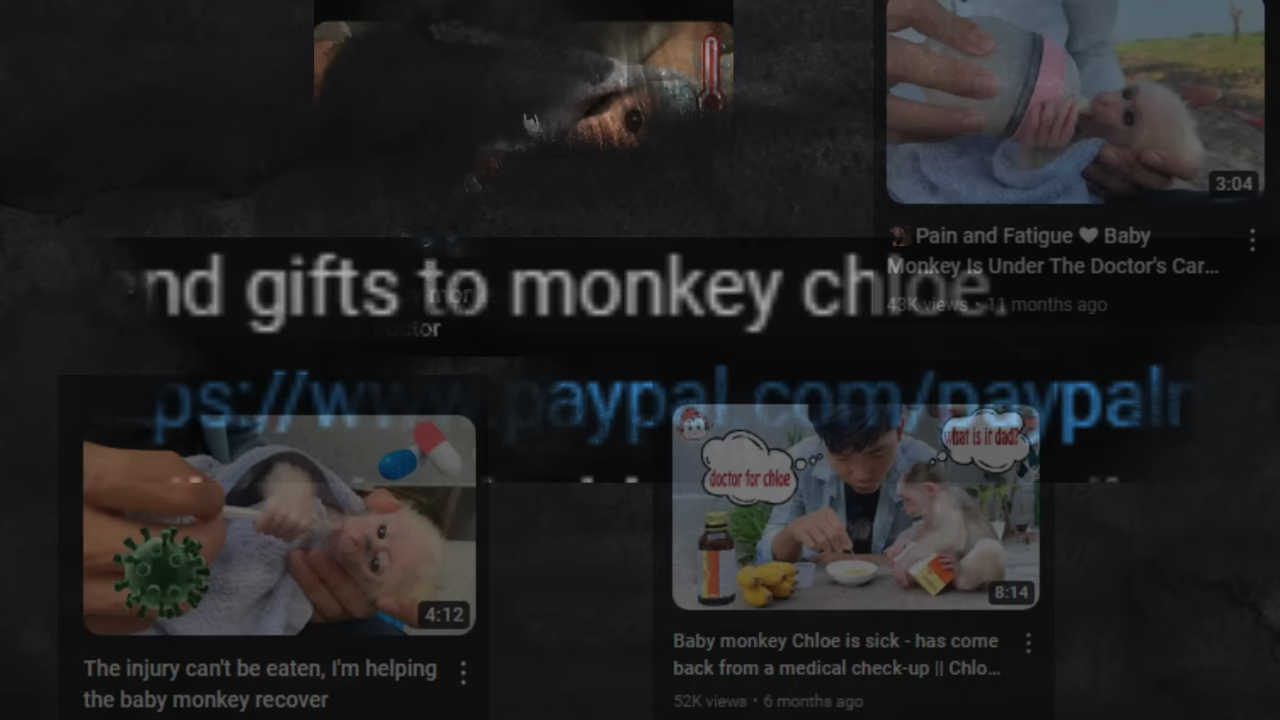 3:04
Pain and Fatigue 🖤 Baby
Monkey Is Under The Doctor's Car...
43K views • 11 months ago
nd gifts to monkey chloe.
ps://www.paypal.com/paypalr
what is it dad?
doctor for chloe
4:12
8:14
The injury can't be eaten, I'm helping
the baby monkey recover
Baby monkey Chloe is sick - has come
back from a medical check-up || Chlo...
52K views • 6 months ago